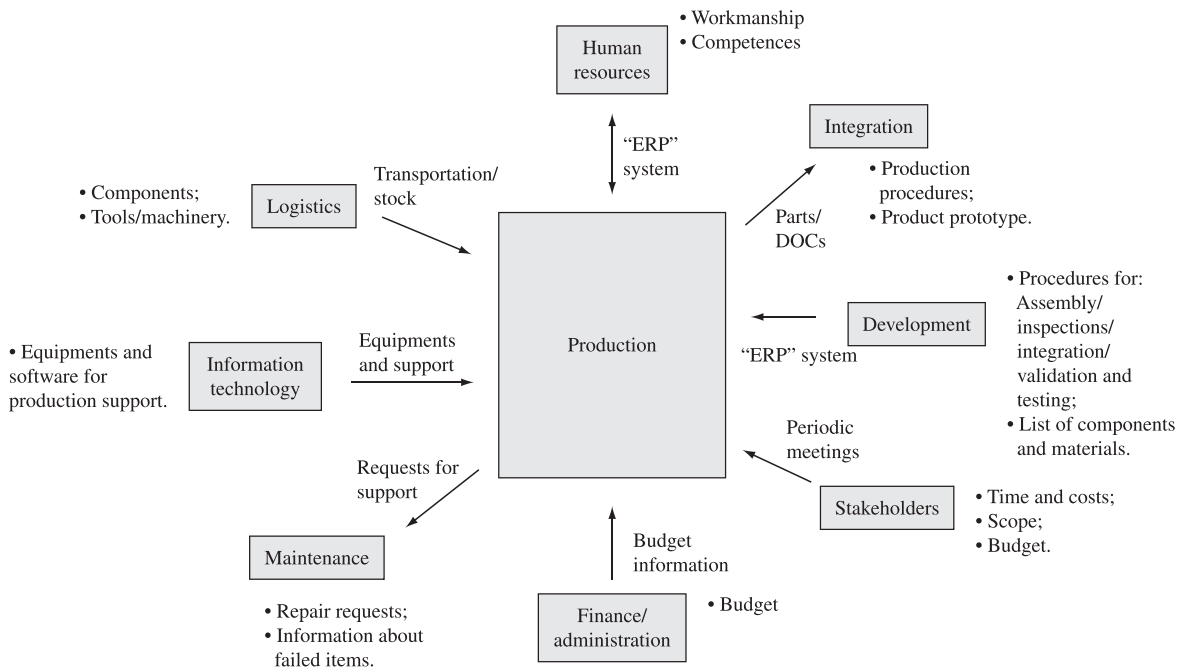 Human
resources
• Workmanship
• Competences
“ERP”
system
Integration
• Production
procedures;
• Product prototype.
Parts/
DOCs
• Components;
• Tools/machinery.
Logistics
Transportation/
stock
Production
Development
“ERP” system
• Procedures for:
Assembly/
inspections/
integration/
validation and
testing;
• List of components
and materials.
• Equipments and
software for
production support.
Information
technology
Equipments
and support
Periodic
meetings
Stakeholders
• Time and costs;
• Scope;
• Budget.
Requests for
support
Maintenance
• Repair requests;
• Information about
failed items.
Budget
information
Finance/
administration
• Budget